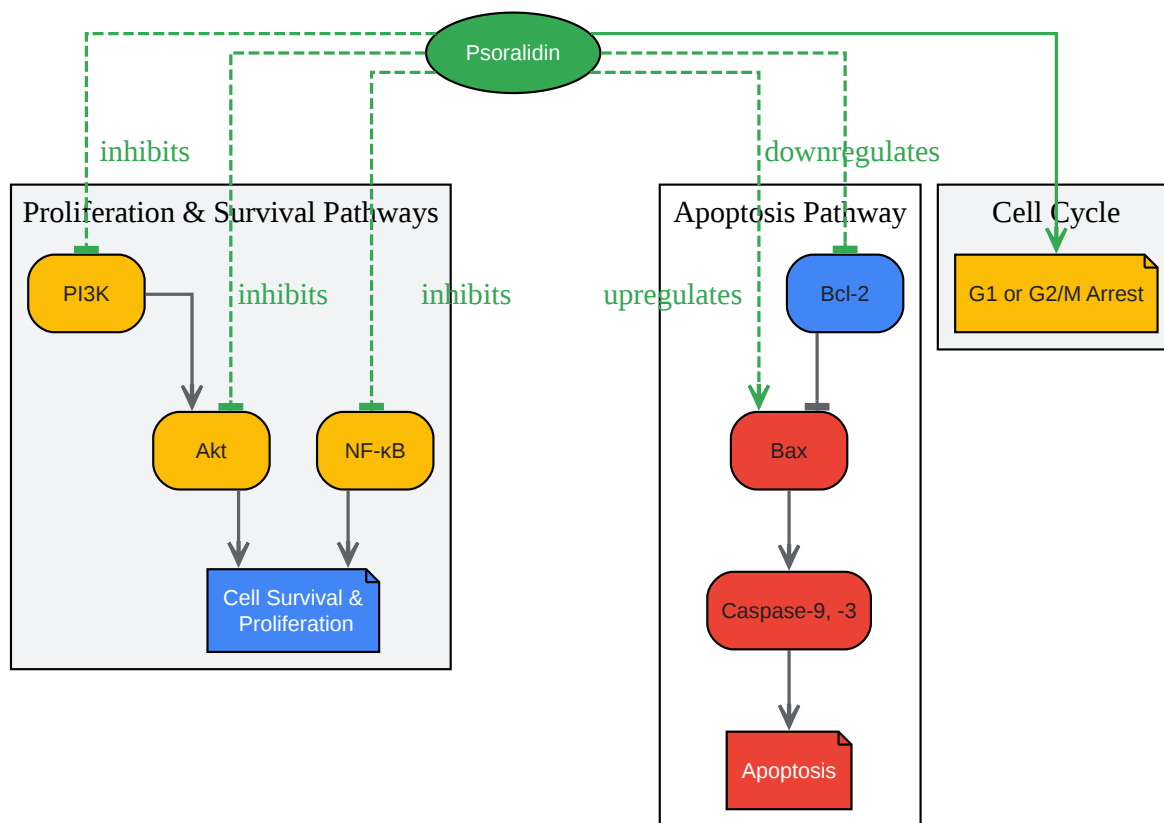 Psoralidin
inhibits
downregulates
Proliferation & Survival Pathways
Apoptosis Pathway
Cell Cycle
PI3K
inhibits
inhibits
upregulates
Bcl-2
G1 or G2/M Arrest
Akt
NF-κB
Bax
Cell Survival &
Proliferation
Caspase-9, -3
Apoptosis